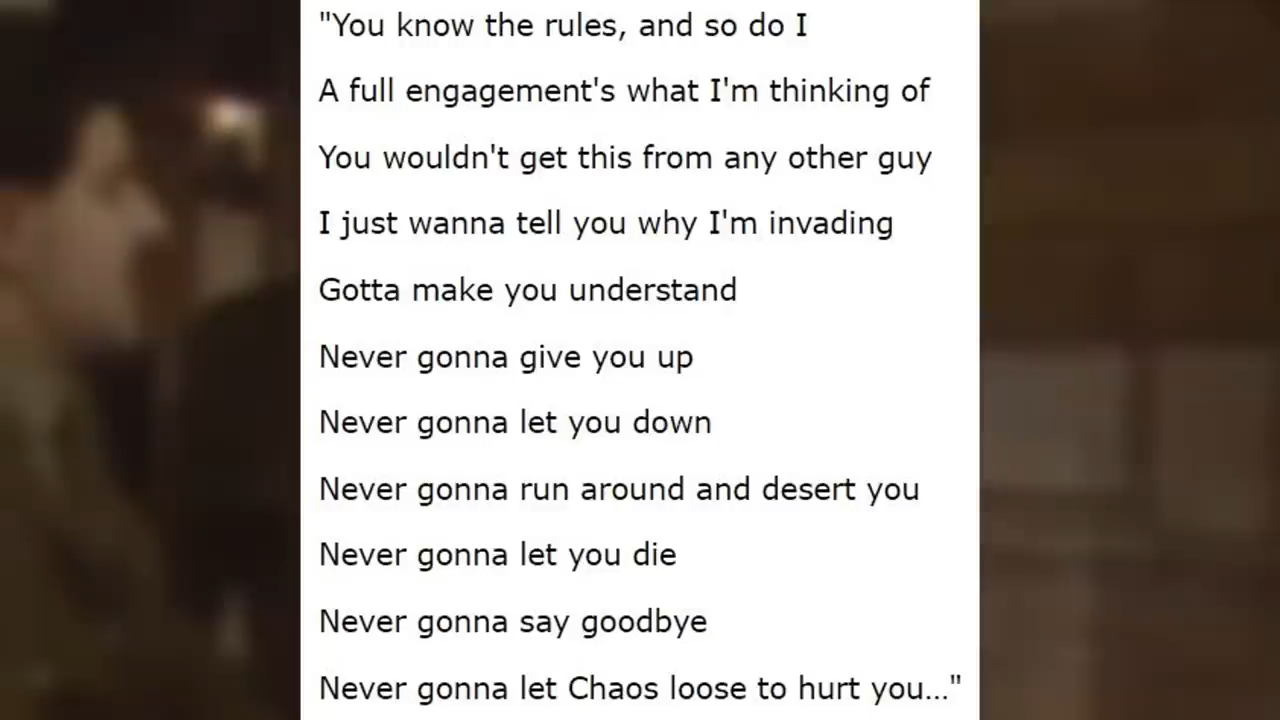 "You know the rules, and so do I
A full engagement's what I'm thinking of
You wouldn't get this from any other guy
I just wanna tell you why I'm invading
Gotta make you understand
Never gonna give you up
Never gonna let you down
Never gonna run around and desert you
Never gonna let you die
Never gonna say goodbye
Never gonna let Chaos loose to hurt you..."